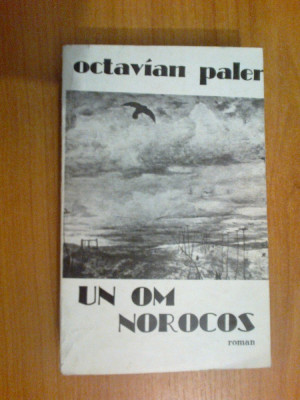 octavian paler
UN OM
NOROCOS
roman